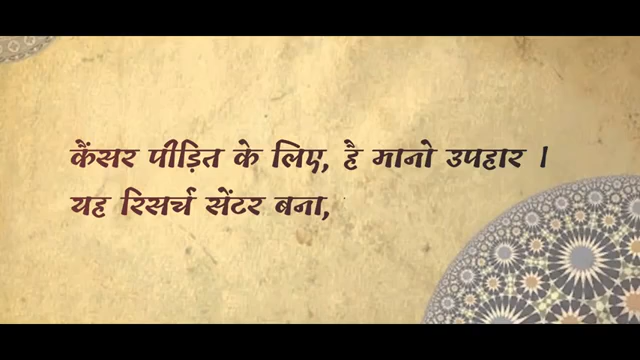 कैंसर पीड़ित के लिए, है मानो उपहार ।
यह रिसर्च सेंटर बना,